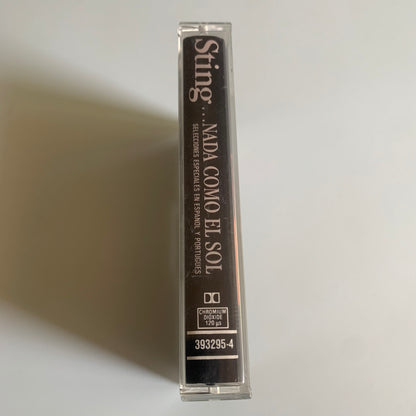 Sting
...NADA COMO EL SOL
SELECCIONES ESPECIALES EN ESPAÑOL Y PORTUGUES
CHROMIUM
DIOXIDE
120 µs
393295-4